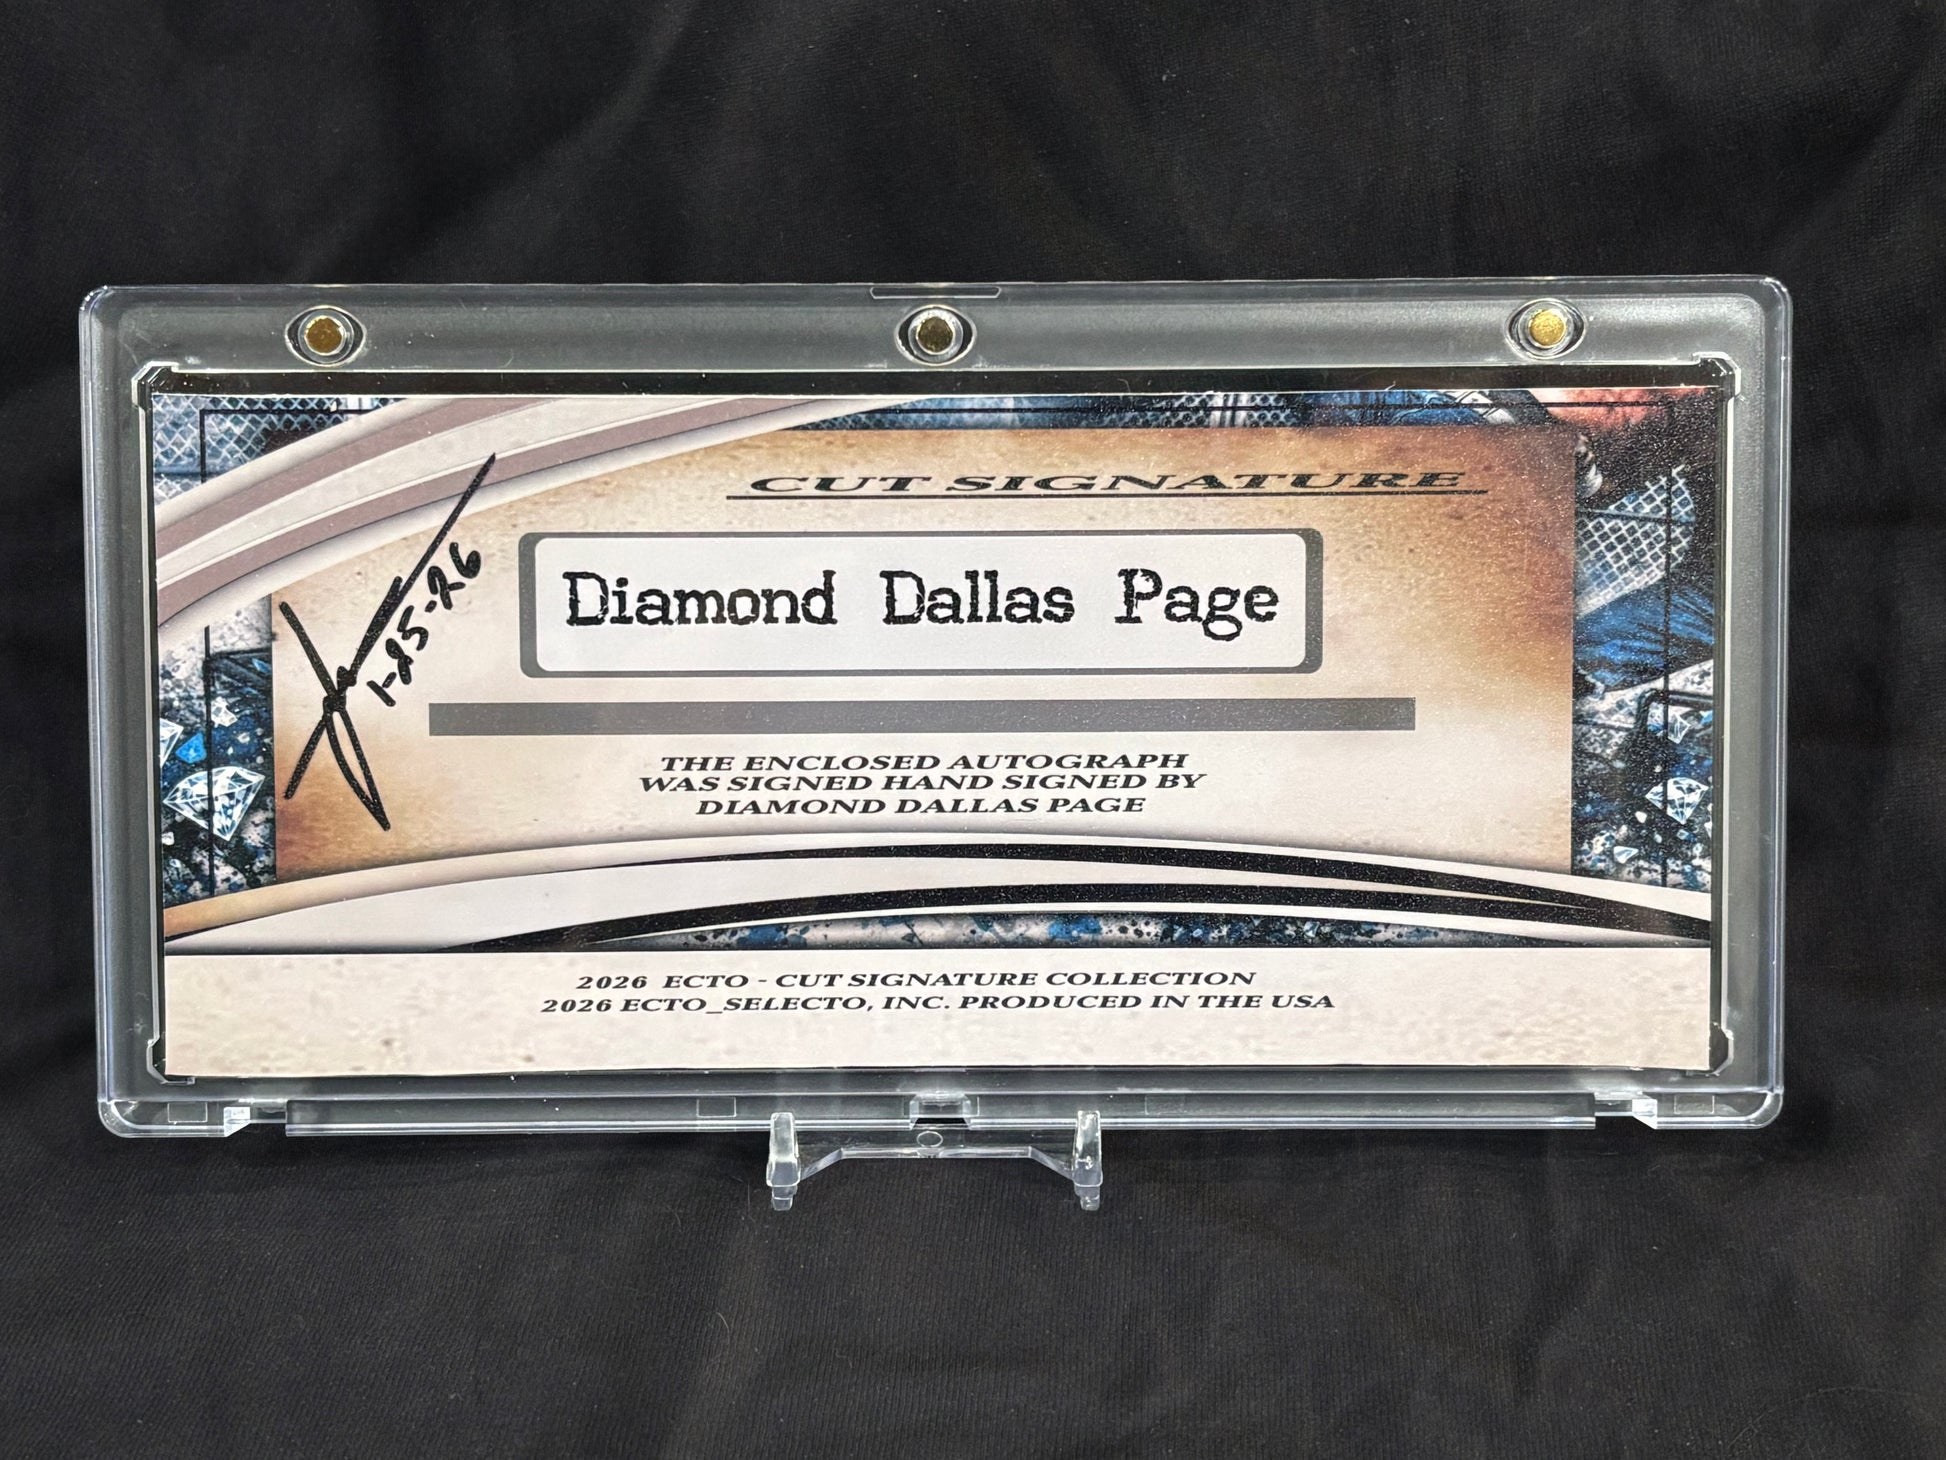 CUT SIGNATURE
Diamond Dallas Page
1-25-26
THE ENCLOSED AUTOGRAPH
WAS SIGNED HAND SIGNED BY
DIAMOND DALLAS PAGE
2026 ECTO - CUT SIGNATURE COLLECTION
2026 ECTO_SELECTO, INC. PRODUCED IN THE USA